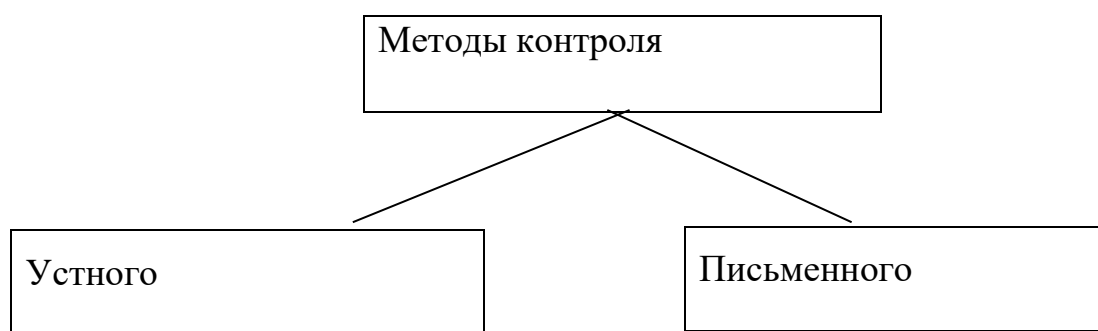 Методы контроля
Устного
Письменного